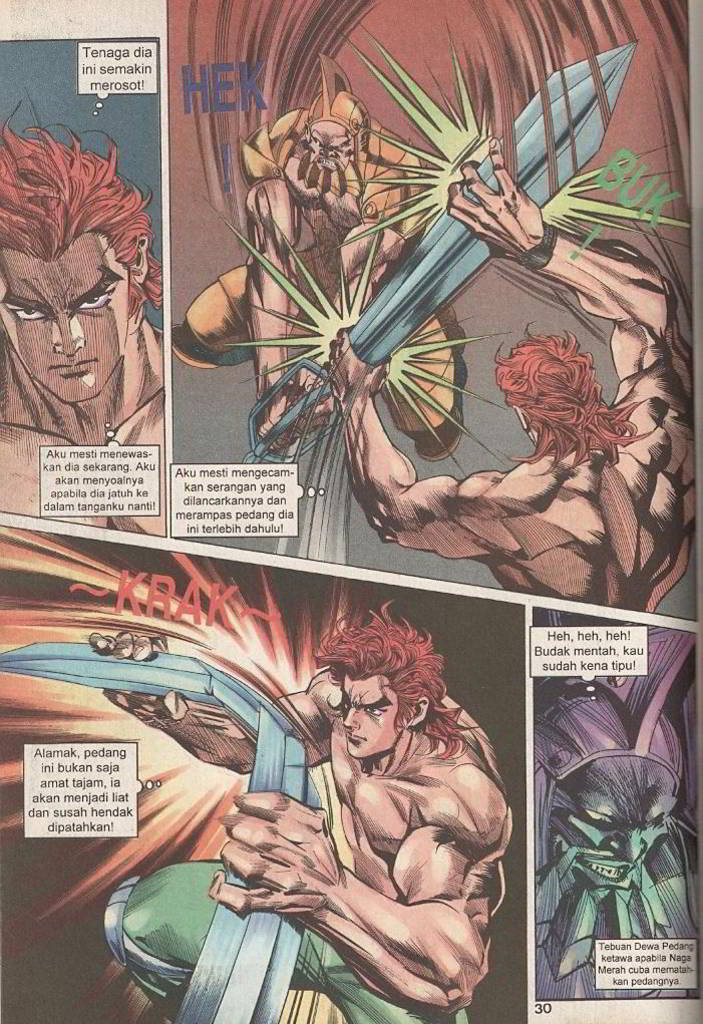 Tenaga dia
ini semakin
merosot!
Aku mesti menewas-
kan dia sekarang. Aku
akan menyoalnya
apabila dia jatuh ke
dalam tanganku nanti!
HEK
!
BUK
!
Aku mesti mengecam-
kan serangan yang
dilancarkannya dan
merampas pedang dia
ini terlebih dahulu!
~KRAK~
Alamak, pedang
ini bukan saja
amat tajam, ia
akan menjadi liat
dan susah hendak
dipatahkan!
Heh, heh, heh!
Budak mentah, kau
sudah kena tipu!
Tebuan Dewa Pedang
ketawa apabila Naga
Merah cuba mematah-
kan pedangnya.
30